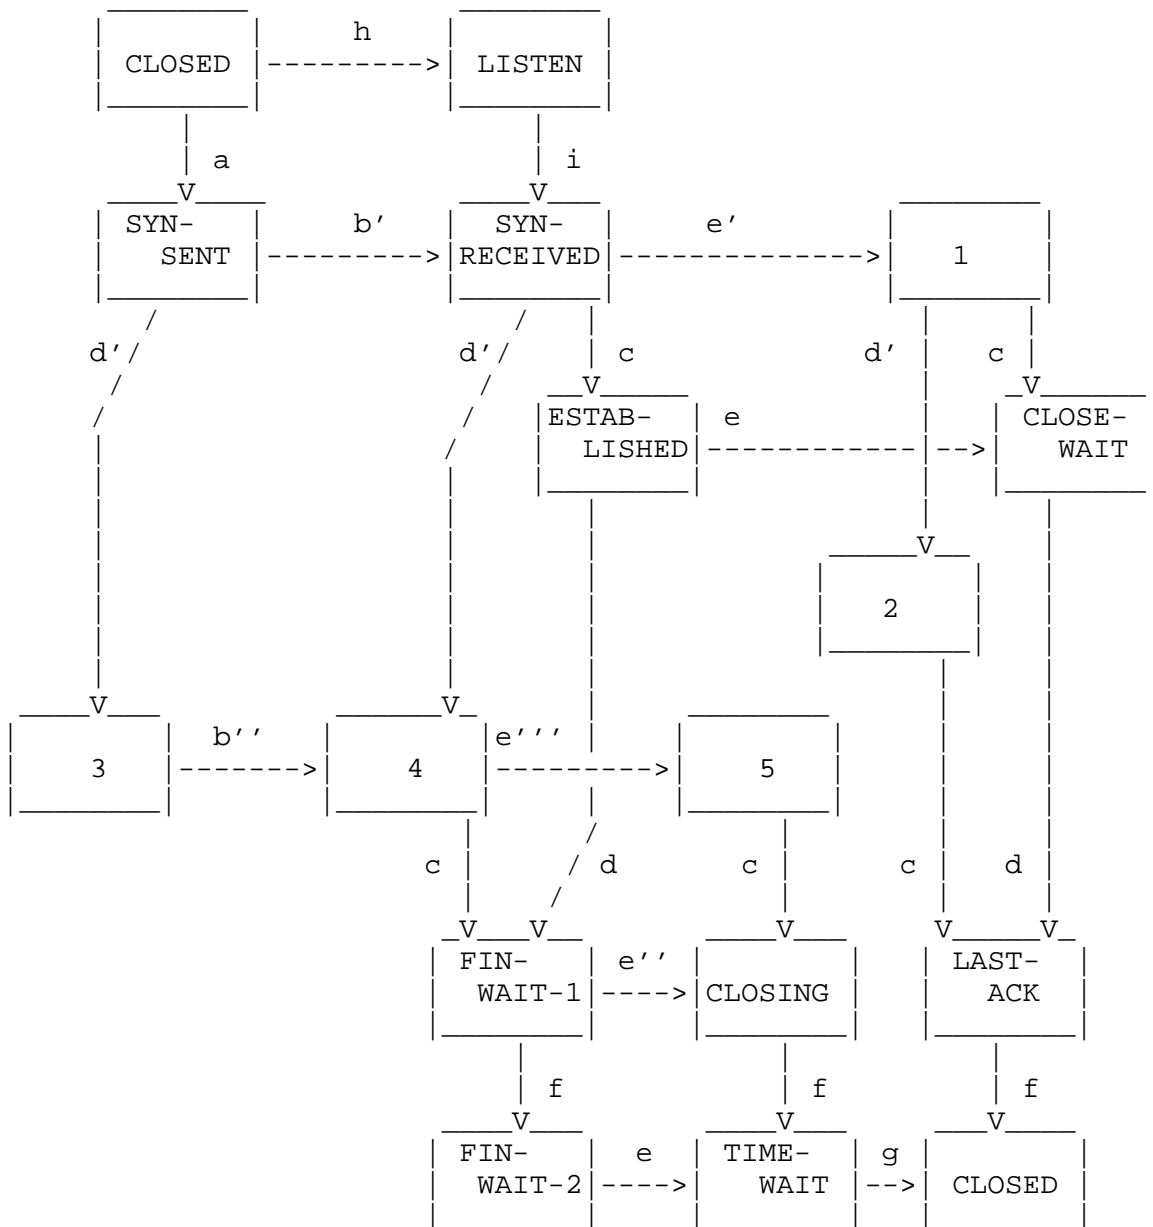 h
CLOSED LISTEN
a i
SYN- SYN-
b' e'
SENT RECEIVED 1
d' d' c d' c
ESTAB- e CLOSE-
LISHED WAIT
2
b'' e'''
3 4 5
c d c c d
FIN- e'' LAST-
WAIT-1 CLOSING ACK
f f f
FIN- e TIME- g
WAIT-2 WAIT CLOSED